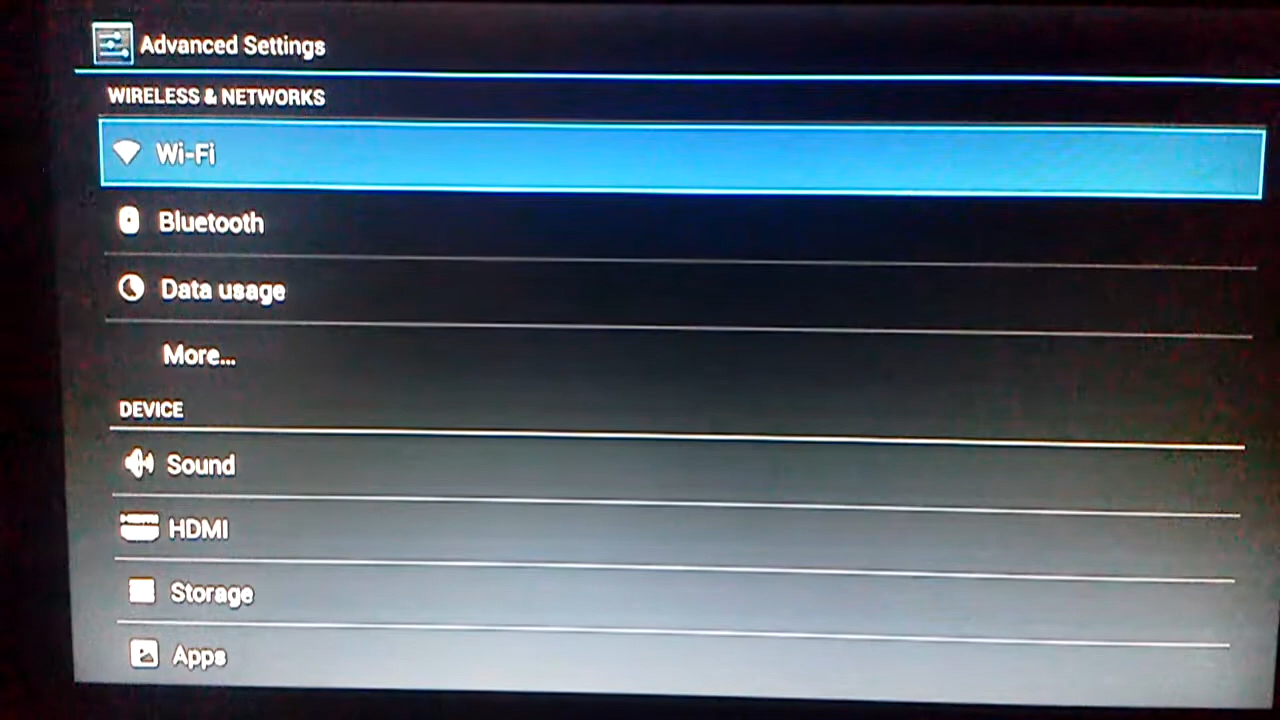 Advanced Settings
WIRELESS & NETWORKS
Wi-Fi
Bluetooth
Data usage
More...
DEVICE
Sound
HDMI
Storage
Apps